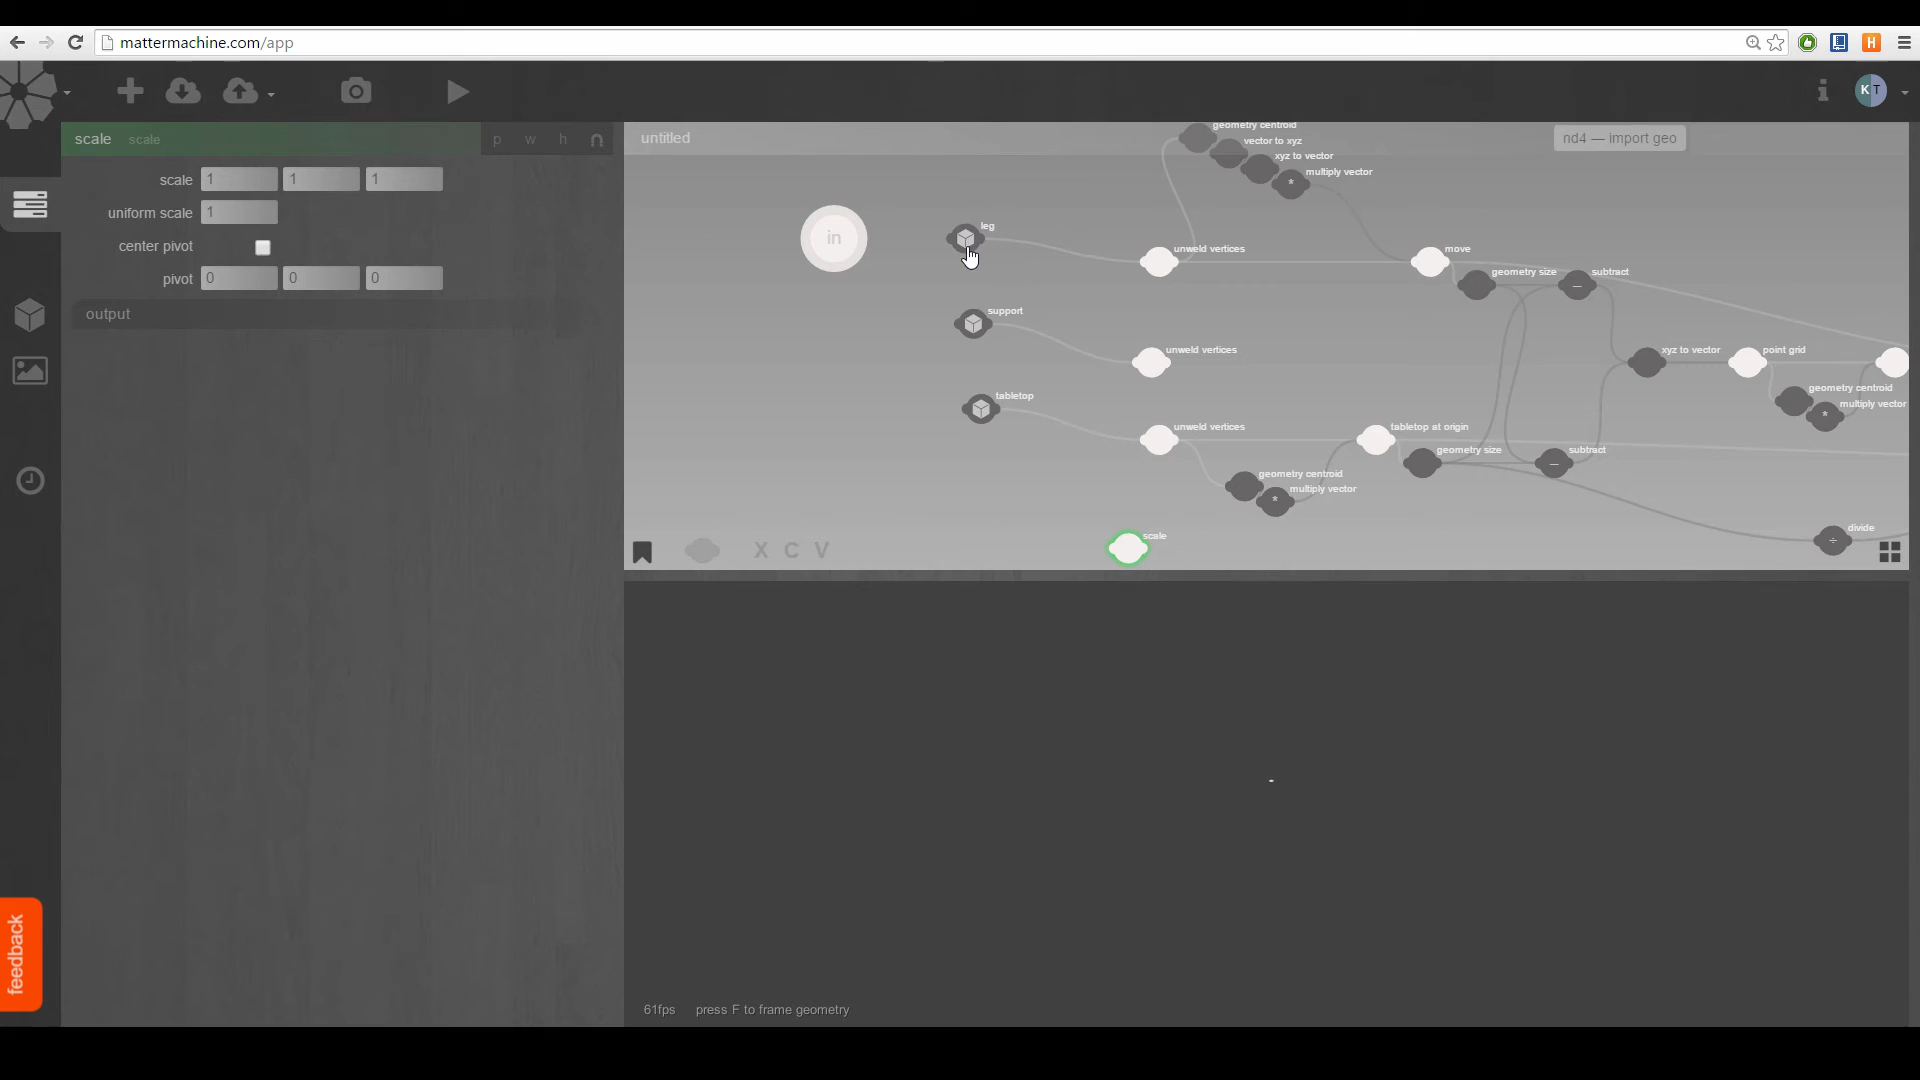 mattermachine.com/app
H
K T
scale scale p w h
untitled
nd4 — import geo
scale 1 1 1
uniform scale 1
center pivot
pivot 0 0 0
output
geometry centroid
vector to xyz
xyz to vector
multiply vector
*
in
leg
unweld vertices
move
geometry size
subtract
–
support
unweld vertices
xyz to vector
point grid
geometry centroid
multiply vector
*
tabletop
unweld vertices
tabletop at origin
geometry size
subtract
–
geometry centroid
multiply vector
*
divide
÷
scale
X C V
feedback
61fps press F to frame geometry